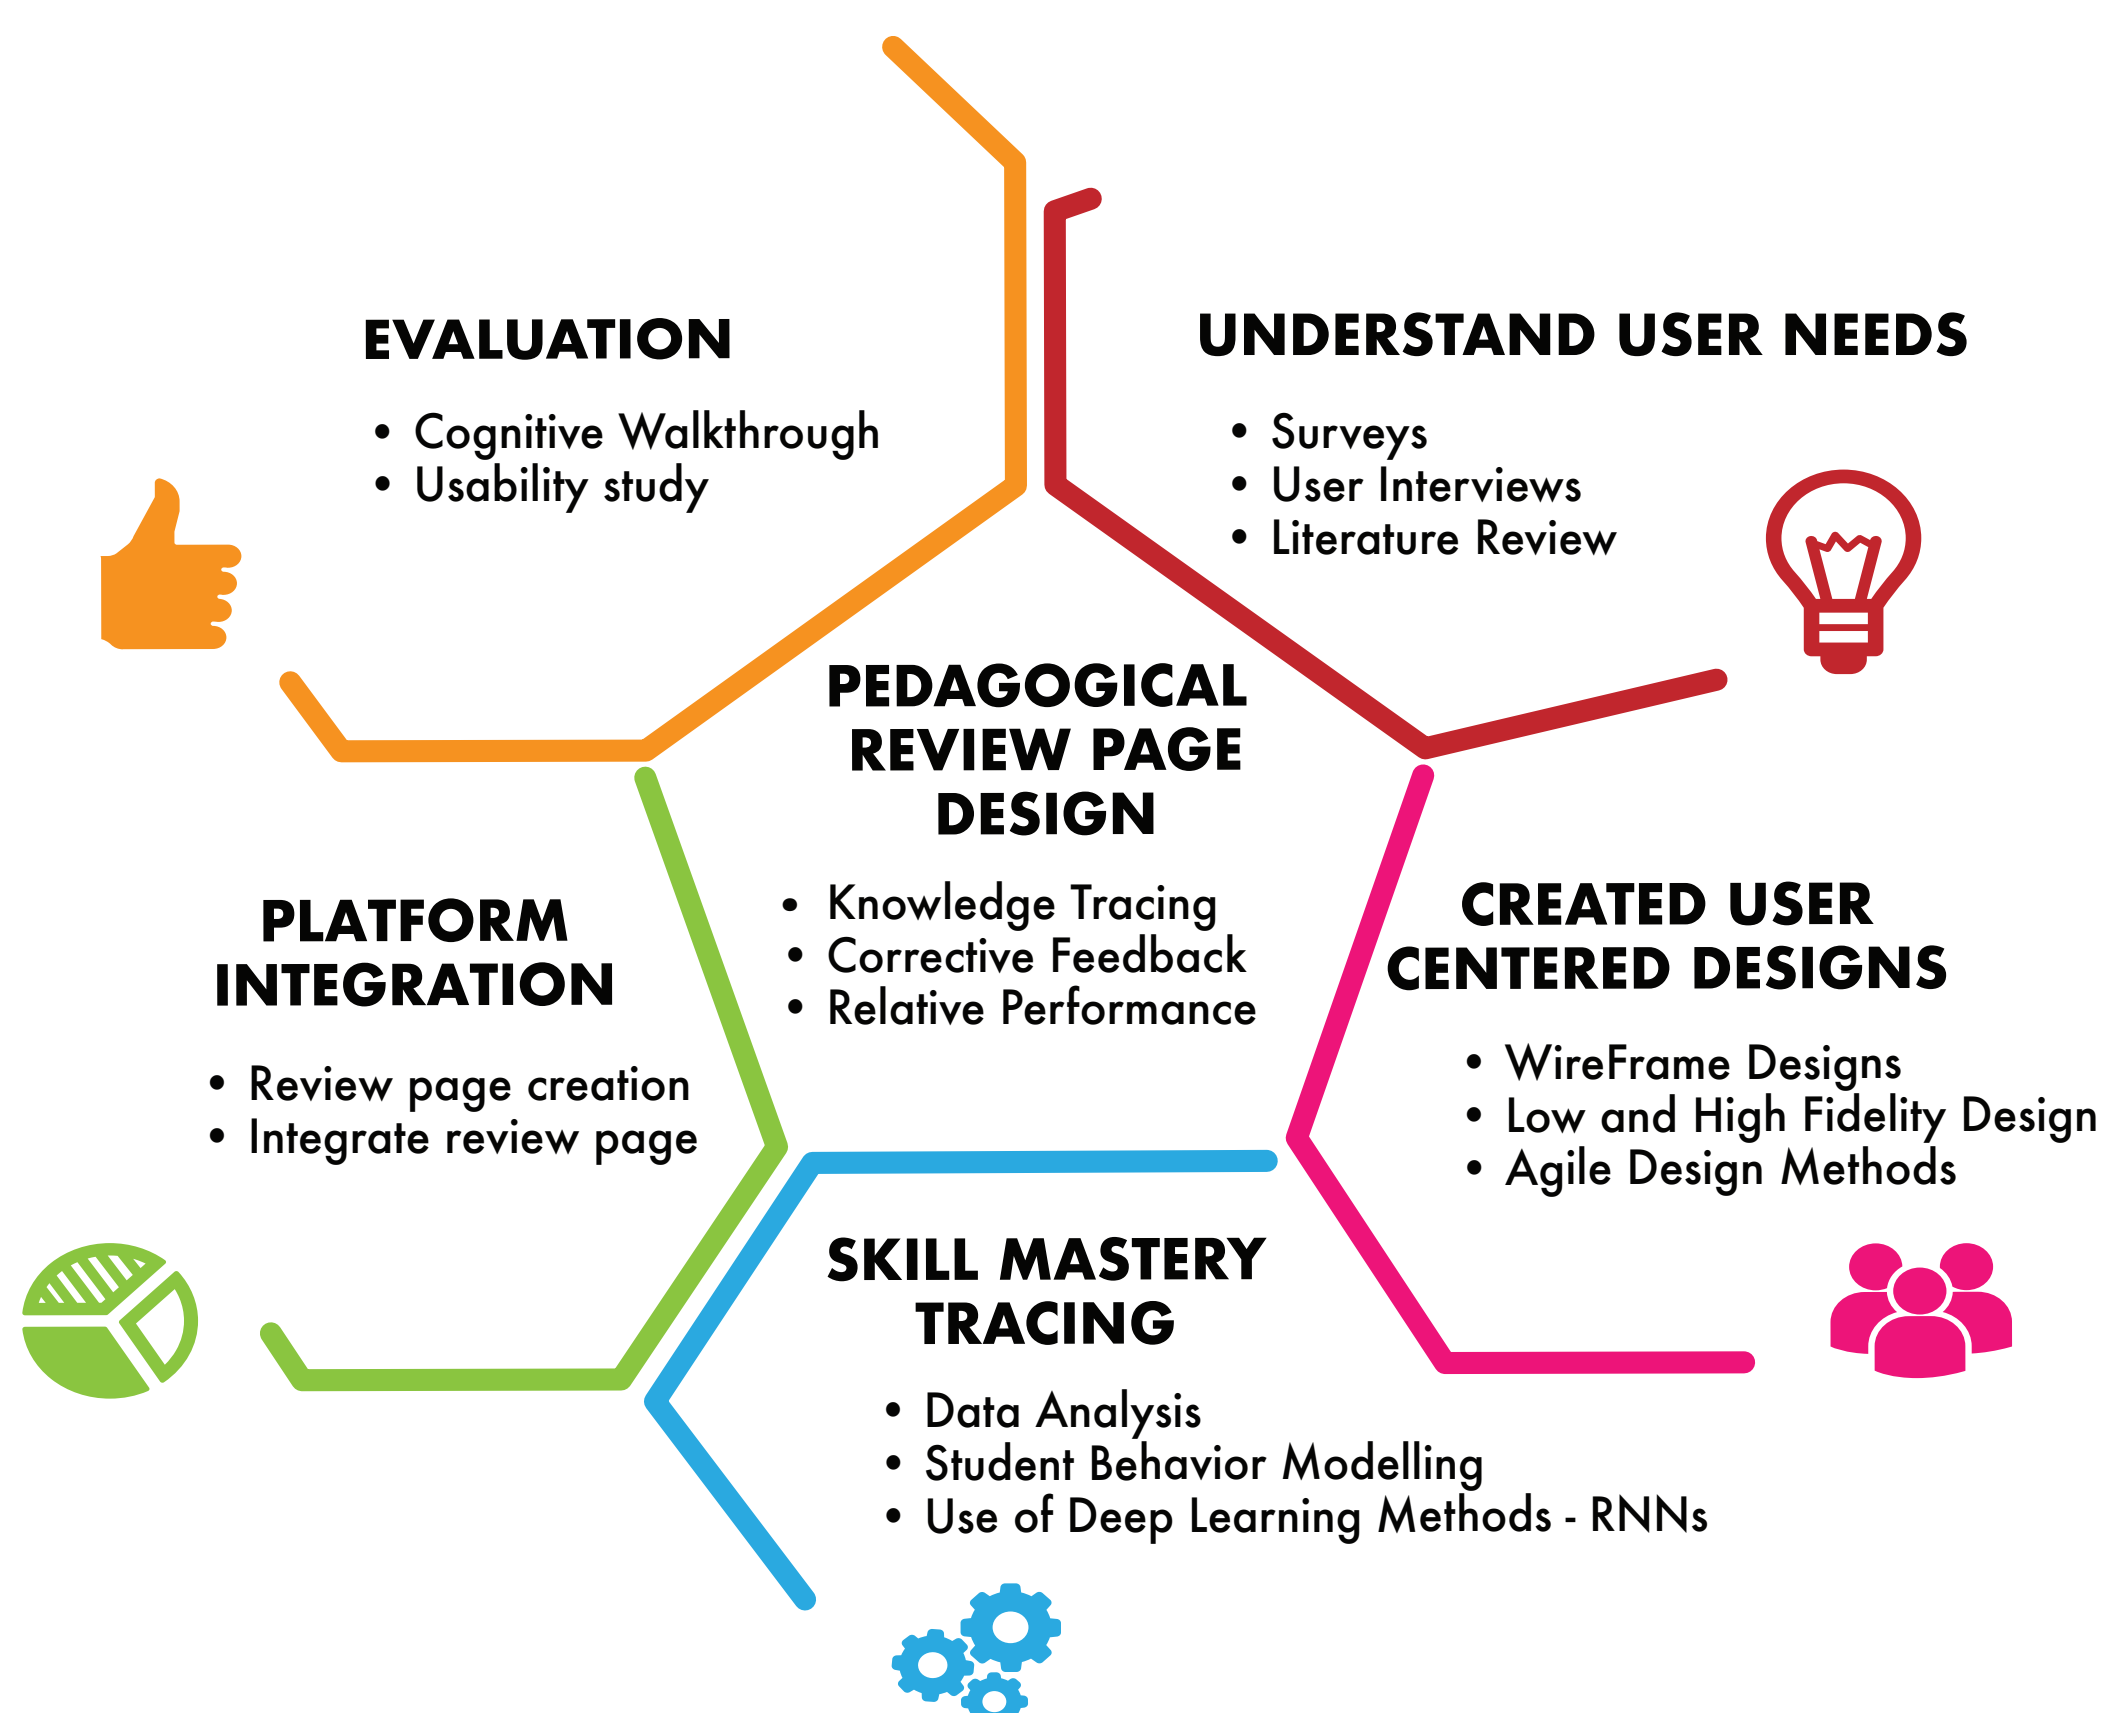 EVALUATION
• Cognitive Walkthrough
• Usability study
UNDERSTAND USER NEEDS
• Surveys
• User Interviews
• Literature Review
PEDAGOGICAL
REVIEW PAGE
DESIGN
• Knowledge Tracing
• Corrective Feedback
• Relative Performance
PLATFORM
INTEGRATION
• Review page creation
• Integrate review page
CREATED USER
CENTERED DESIGNS
• WireFrame Designs
• Low and High Fidelity Design
• Agile Design Methods
SKILL MASTERY
TRACING
• Data Analysis
• Student Behavior Modelling
• Use of Deep Learning Methods - RNNs